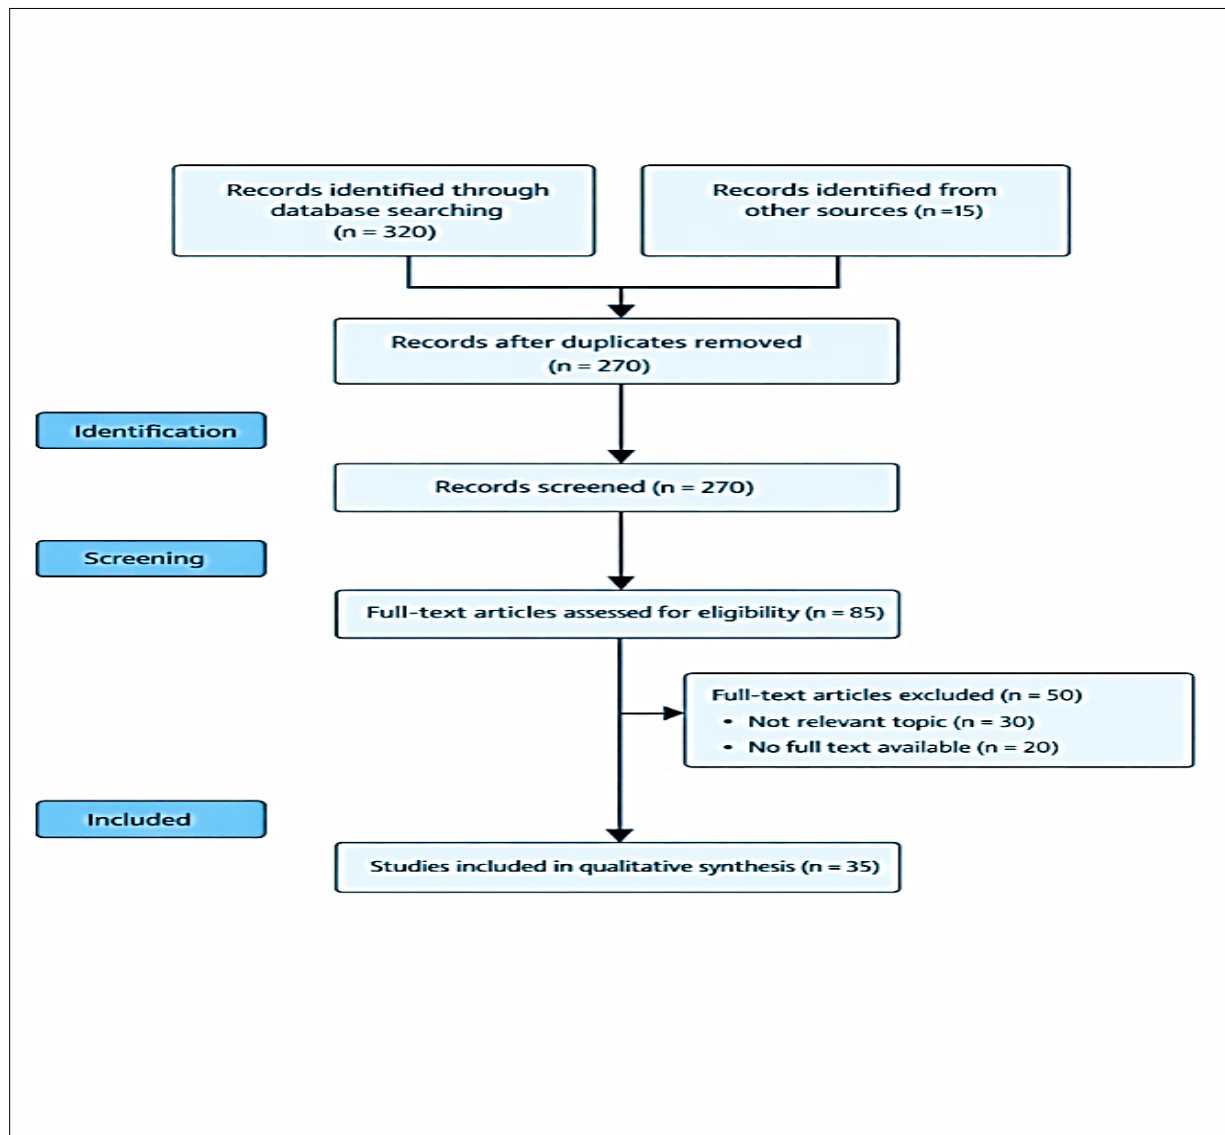 Records identified through
database searching
(n = 320)
Records identified from
other sources (n =15)
Records after duplicates removed
(n = 270)
Identification
Records screened (n = 270)
Screening
Full-text articles assessed for eligibility (n = 85)
Full-text articles excluded (n = 50)
• Not relevant topic (n = 30)
• No full text available (n = 20)
Included
Studies included in qualitative synthesis (n = 35)